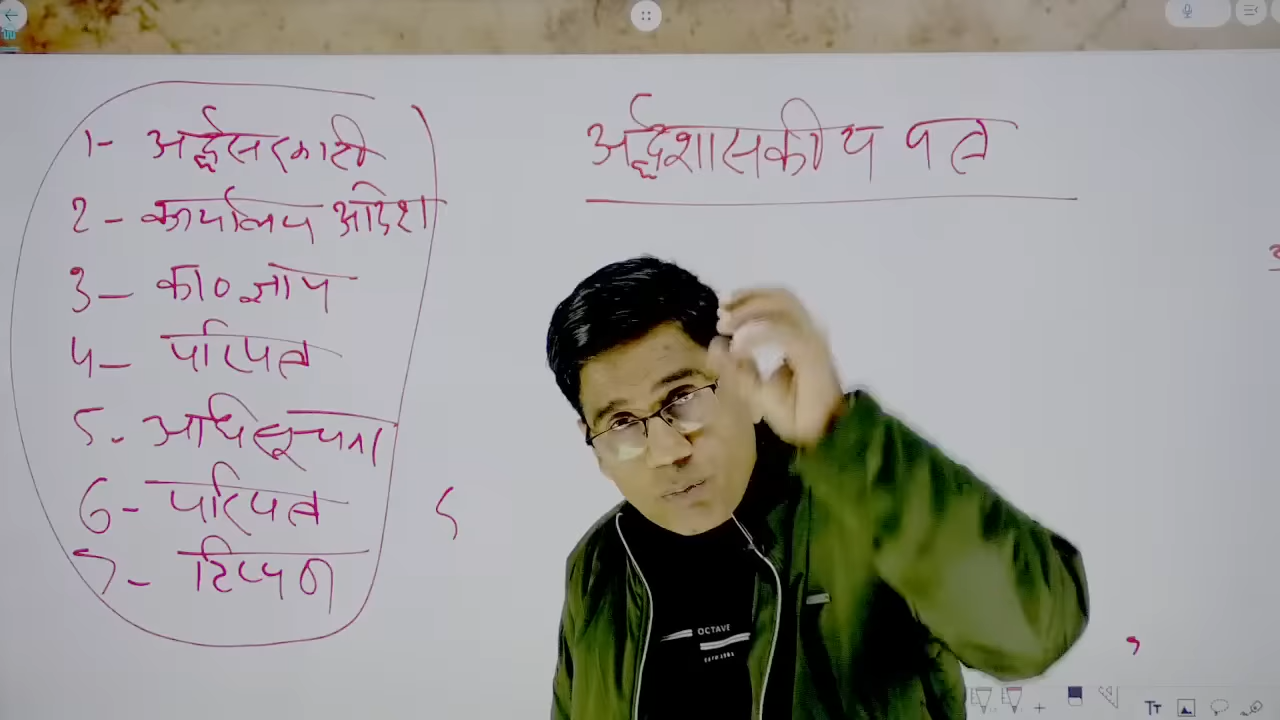 1- अर्द्धसरकारी
2- कार्यालय आदेश
3- का० ज्ञाप
4- परिपत्र
5- अधिसूचना
6- परिपत्र
7- टिप्पण
अर्द्धशासकीय पत्र
OCTAVE